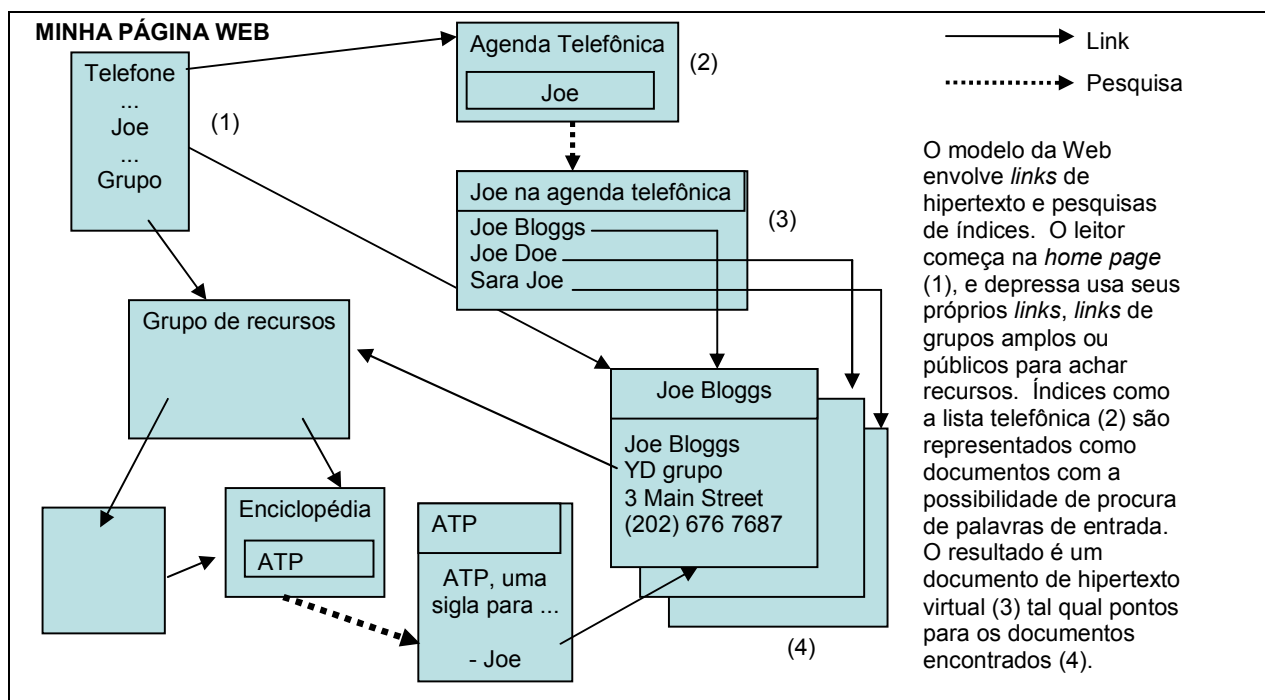 MINHA PÁGINA WEB
Telefone
...
Joe
...
Grupo
(1)
Agenda Telefônica
Joe
(2)
Joe na agenda telefônica
Joe Bloggs
Joe Doe
Sara Joe
(3)
Grupo de recursos
Joe Bloggs
Joe Bloggs
YD grupo
3 Main Street
(202) 676 7687
(4)
Enciclopédia
ATP
ATP
ATP, uma
sigla para ...
- Joe
Link
Pesquisa
O modelo da Web
envolve links de
hipertexto e pesquisas
de índices. O leitor
começa na home page
(1), e depressa usa seus
próprios links, links de
grupos amplos ou
públicos para achar
recursos. Índices como
a lista telefônica (2) são
representados como
documentos com a
possibilidade de procura
de palavras de entrada.
O resultado é um
documento de hipertexto
virtual (3) tal qual pontos
para os documentos
encontrados (4).